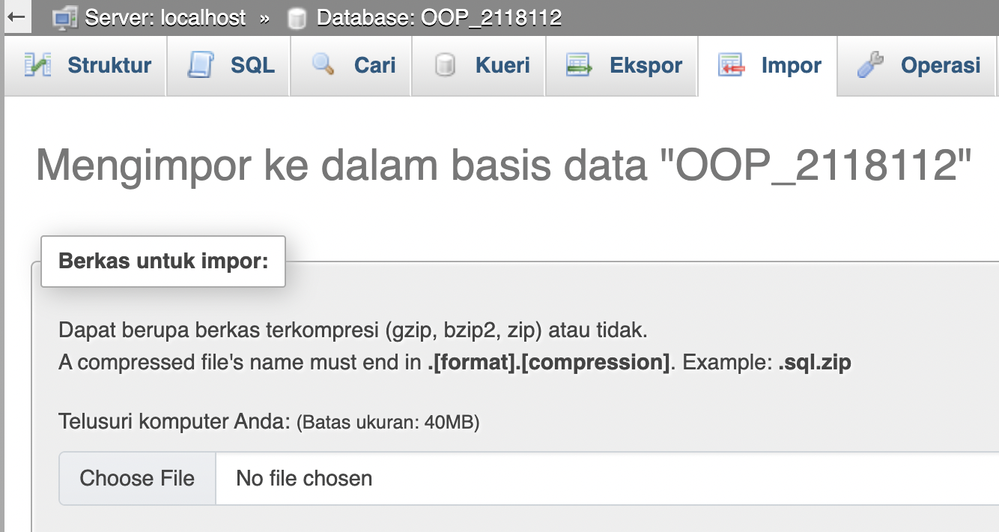 Server: localhost » Database: OOP_2118112
Struktur SQL Cari Kueri Ekspor Impor Operasi
Mengimpor ke dalam basis data "OOP_2118112"
Berkas untuk impor:
Dapat berupa berkas terkompresi (gzip, bzip2, zip) atau tidak.
A compressed file's name must end in .[format].[compression]. Example: .sql.zip
Telusuri komputer Anda: (Batas ukuran: 40MB)
Choose File No file chosen